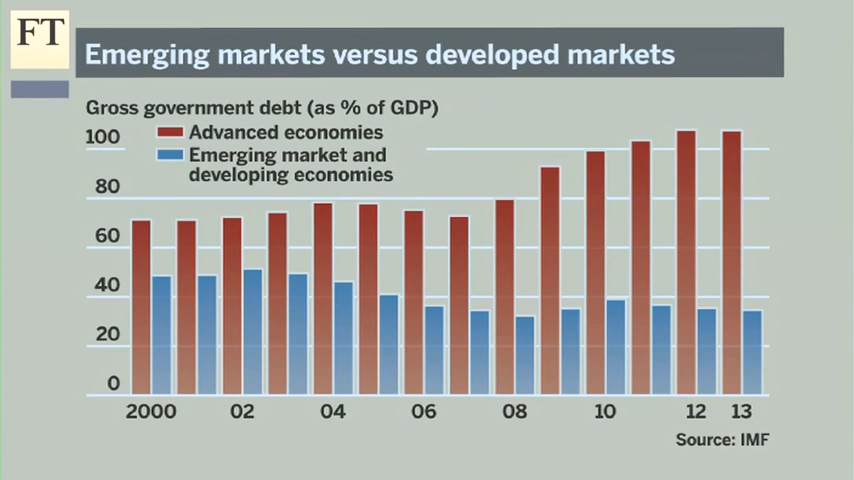 FT
Emerging markets versus developed markets
Gross government debt (as % of GDP)
Advanced economies
Emerging market and
developing economies
100
80
60
40
20
0
2000 02 04 06 08 10 12 13
Source: IMF